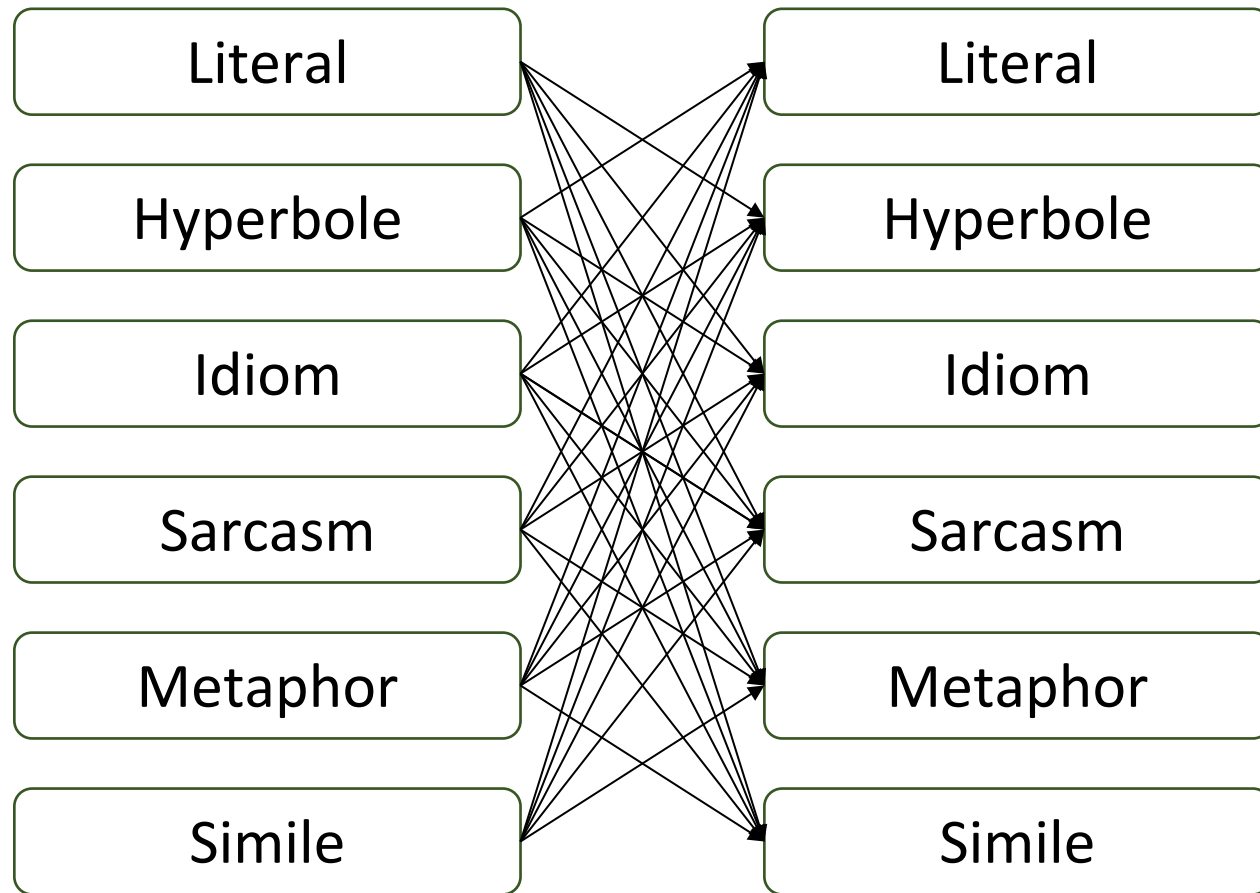 Literal
Literal
Hyperbole
Hyperbole
Idiom
Idiom
Sarcasm
Sarcasm
Metaphor
Metaphor
Simile
Simile